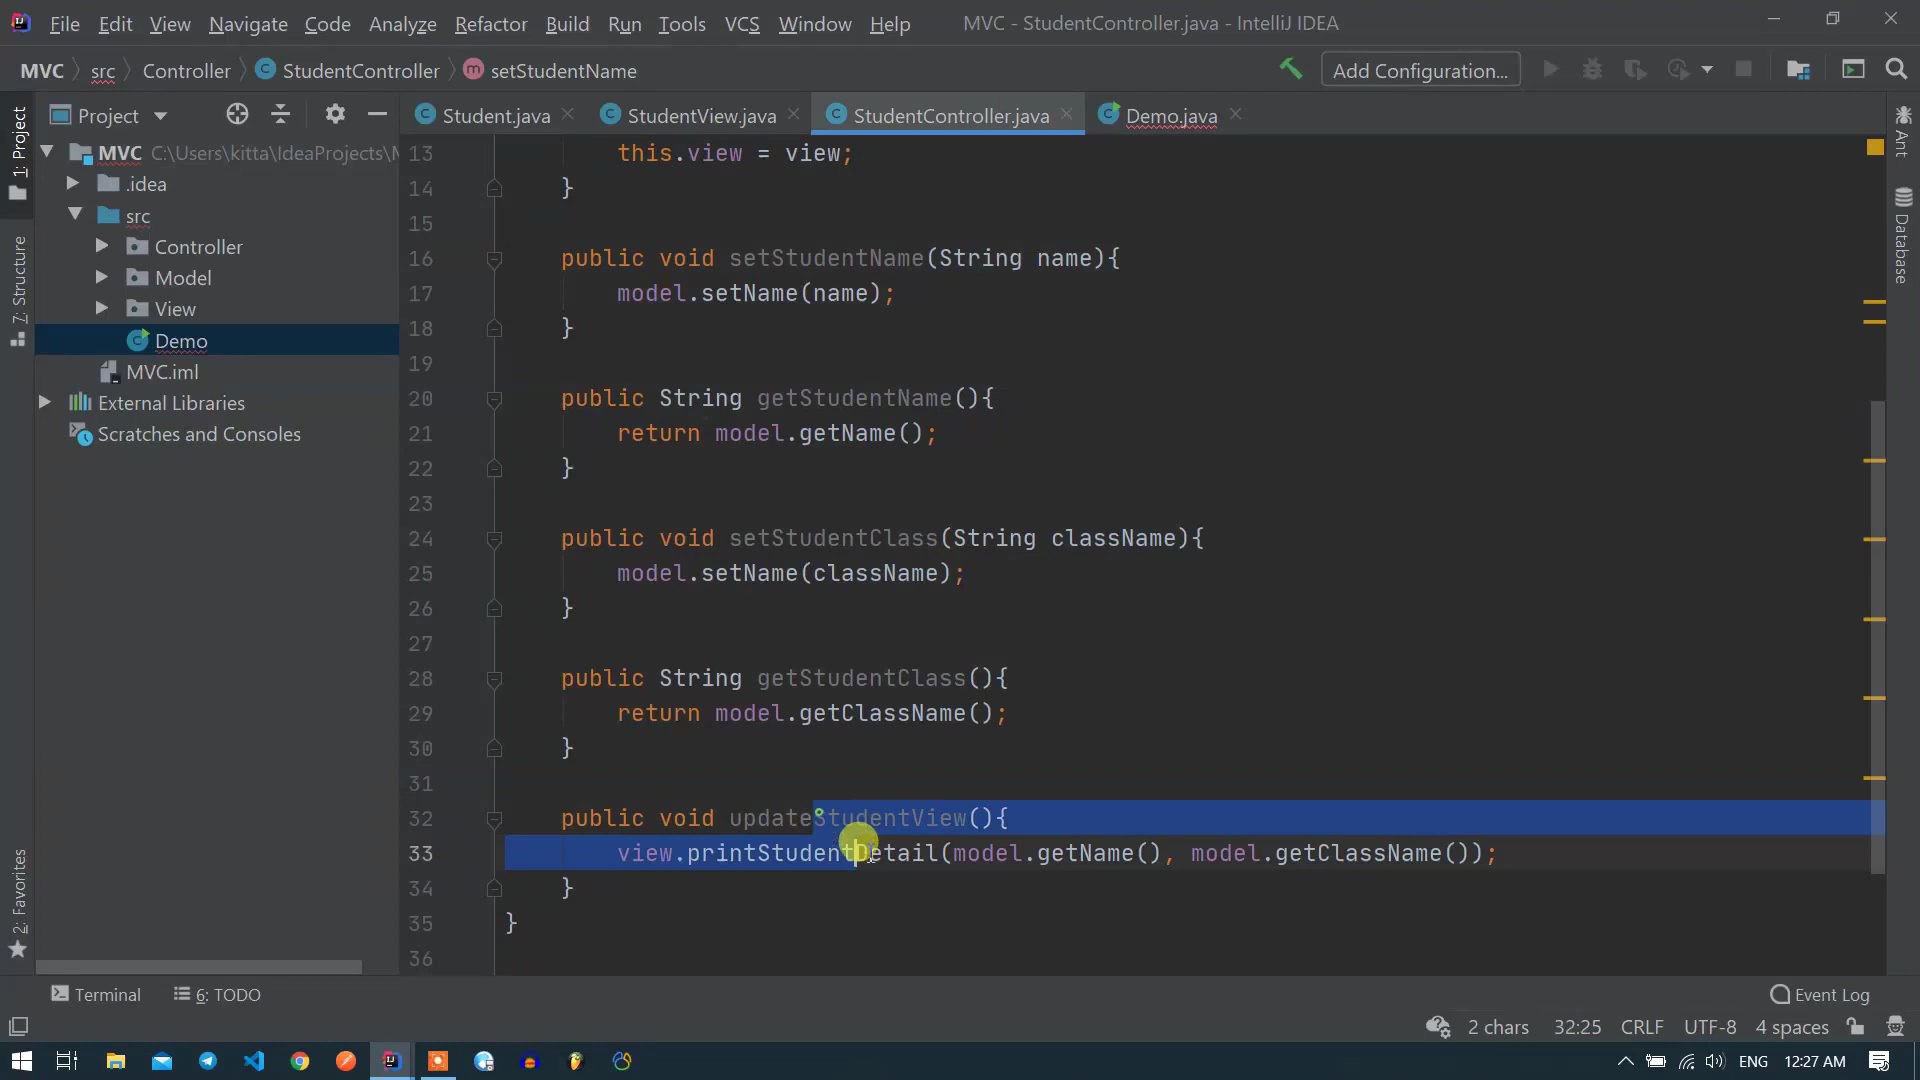 File Edit View Navigate Code Analyze Refactor Build Run Tools VCS Window Help MVC - StudentController.java - IntelliJ IDEA
MVC src Controller StudentController setStudentName Add Configuration...
1: Project
7: Structure
2: Favorites
Project
MVC C:\Users\kitta\IdeaProjects\
.idea
src
Controller
Model
View
Demo
MVC.iml
External Libraries
Scratches and Consoles
Student.java StudentView.java StudentController.java Demo.java
13 this.view = view;
14 }
15
16 public void setStudentName(String name){
17 model.setName(name);
18 }
19
20 public String getStudentName(){
21 return model.getName();
22 }
23
24 public void setStudentClass(String className){
25 model.setName(className);
26 }
27
28 public String getStudentClass(){
29 return model.getClassName();
30 }
31
32 public void updateStudentView(){
33 view.printStudentDetail(model.getName(), model.getClassName());
34 }
35 }
36
Ant
Database
Terminal 6: TODO Event Log
2 chars 32:25 CRLF UTF-8 4 spaces
ENG 12:27 AM